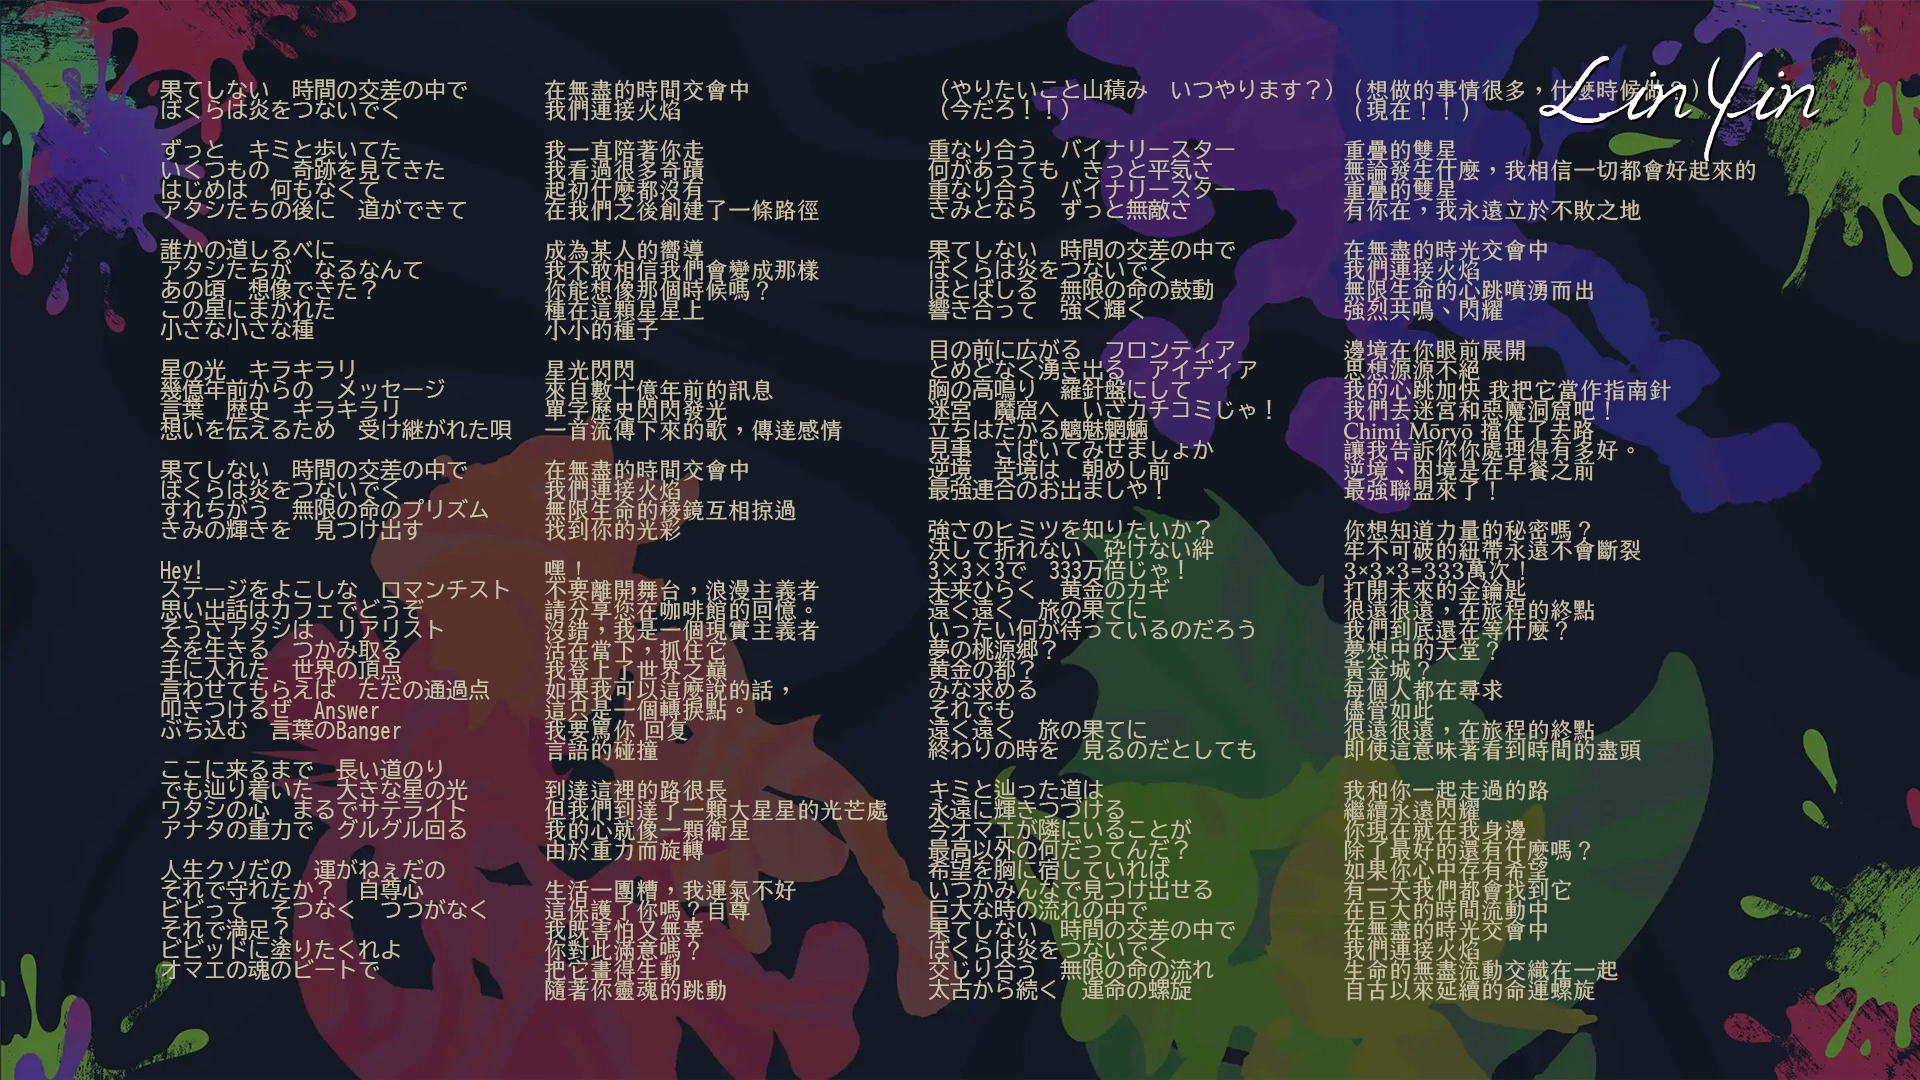 果てしない　時間の交差の中で
ぼくらは炎をつないでく
ずっと　キミと歩いてた
いくつもの　奇跡を見てきた
はじめは　何もなくて
アタシたちの後に　道ができて
誰かの道しるべに
アタシたちが　なるなんて
あの頃　想像できた？
この星にまかれた
小さな小さな種
星の光　キラキラリ
幾億年前からの　メッセージ
言葉　歴史　キラキラリ
想いを伝えるため　受け継がれた唄
果てしない　時間の交差の中で
ぼくらは炎をつないでく
すれちがう　無限の命のプリズム
きみの輝きを　見つけ出す
Hey!
ステージをよこしな　ロマンチスト
思い出話はカフェでどうぞ
そうさアタシは　リアリスト
今を生きる　つかみ取る
手に入れた　世界の頂点
言わせてもらえば　ただの通過点
叩きつけるぜ　Answer
ぶち込む　言葉のBanger
ここに来るまで　長い道のり
でも辿り着いた　大きな星の光
ワタシの心　まるでサテライト
アナタの重力で　グルグル回る
人生クソだの　運がねぇだの
それで守れたか？　自尊心
ビビって　そつなく　つつがなく
それで満足？
ビビッドに塗りたくれよ
オマエの魂のビートで
在無盡的時間交會中
我們連接火焰
我一直陪著你走
我看過很多奇蹟
起初什麼都沒有
在我們之後創建了一條路徑
成為某人的嚮導
我不敢相信我們會變成那樣
你能想像那個時候嗎？
種在這顆星星上
小小的種子
星光閃閃
來自數十億年前的訊息
單字歷史閃閃發光
一首流傳下來的歌，傳達感情
在無盡的時間交會中
我們連接火焰
無限生命的稜鏡互相掠過
我到你的光彩
嘿！
不要離開舞台，浪漫主義者
請分享您在咖啡館的回憶。
沒錯，我是一個現實主義者
活在當下，抓住它
我登上了世界之巔
如果我可以這麼說的話，
這只是一個轉捩點。
我要罵你 回复
言語的碰撞
到達這裡的路很長
但我們到達了一顆大星星的光芒處
我的心就像一顆衛星
由於重力而旋轉
生活一團糟，我運氣不好
這保護了你嗎？自尊
我既害怕又無辜
你對此滿意嗎？
把它畫得生動
隨著你靈魂的跳動
（やりたいこと山積み　いつやります？）
（今だろ！！）
重なり合う　バイナリースター
何があっても　きっと平気さ
重なり合う　バイナリースター
きみとなら　ずっと無敵さ
果てしない　時間の交差の中で
ぼくらは炎をつないでく
ほとばしる　無限の命の鼓動
響き合って　強く輝く
目の前に広がる　フロンティア
とめどなく湧き出る　アイディア
胸の高鳴り　羅針盤にして
迷宮　魔窟へ　いざカチコミじゃ！
立ちはだかる魑魅魍魎
見事　さばいてみせましょか
逆境　苦境は　朝めし前
最強連合のお出ましや！
強さのヒミツを知りたいか？
決して折れない　砕けない絆
3×3×3で　333万倍じゃ！
未来ひらく　黄金のカギ
遠く遠く　旅の果てに
いったい何が待っているのだろう
夢の桃源郷？
黄金の都？
みな求める
それでも
遠く遠く　旅の果てに
終わりの時を　見るのだとしても
キミと辿った道は
永遠に輝きつづける
今オマエが隣にいることが
最高以外の何だってんだ？
希望を胸に宿していれば
いつかみんなで見つけ出せる
巨大な時の流れの中で
果てしない　時間の交差の中で
ぼくらは炎をつないでく
交じり合う　無限の命の流れ
太古から続く　運命の螺旋
（想做的事情很多，什麼時候做？）
（現在！！）
重疊的雙星
無論發生什麼，我相信一切都會好起來的
重疊的雙星
有你在，我永遠立於不敗之地
在無盡的時光交會中
我們連接火焰
無限生命的心跳噴湧而出
強烈共鳴、閃耀
邊境在你眼前展開
思想源源不絕
我的心跳加快 我把它當作指南針
我們去迷宮和惡魔洞窟吧！
Chimi Mōryō 擋住了去路
讓我告訴你你處理得有多好。
逆境、困境是在早餐之前
最強聯盟來了！
你想知道力量的秘密嗎？
牢不可破的紐帶永遠不會斷裂
3×3×3=333萬次！
打開未來的金鑰匙
很遠很遠，在旅程的終點
我們到底還在等什麼？
夢想中的天堂？
黃金城？
每個人都在尋求
儘管如此
很遠很遠，在旅程的終點
即使這意味著看到時間的盡頭
我和你一起走過的路
繼續永遠閃耀
你現在就在我身邊
除了最好的還有什麼嗎？
如果你心中存有希望
有一天我們都會找到它
在巨大的時間流動中
在無盡的時光交會中
我們連接火焰
生命的無盡流動交織在一起
自古以來延續的命運螺旋
LinYin